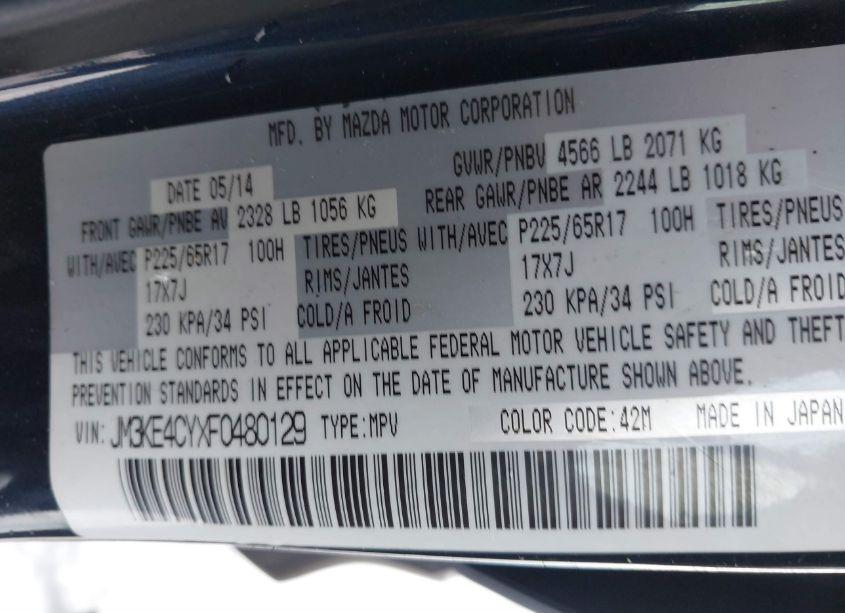 MFD. BY MAZDA MOTOR CORPORATION
DATE 05/14 GVWR/PNBV 4566 LB 2071 KG
FRONT GAWR/PNBE AV 2328 LB 1056 KG REAR GAWR/PNBE AR 2244 LB 1018 KG
WITH/AVEC P225/65R17 100H TIRES/PNEUS WITH/AVEC P225/65R17 100H TIRES/PNEUS
17X7J RIMS/JANTES 17X7J RIMS/JANTES
230 KPA/34 PSI COLD/A FROID 230 KPA/34 PSI COLD/A FROID
THIS VEHICLE CONFORMS TO ALL APPLICABLE FEDERAL MOTOR VEHICLE SAFETY AND THEFT
PREVENTION STANDARDS IN EFFECT ON THE DATE OF MANUFACTURE SHOWN ABOVE.
VIN: JM3KE4CYXF0480129 TYPE:MPV COLOR CODE:42M MADE IN JAPAN